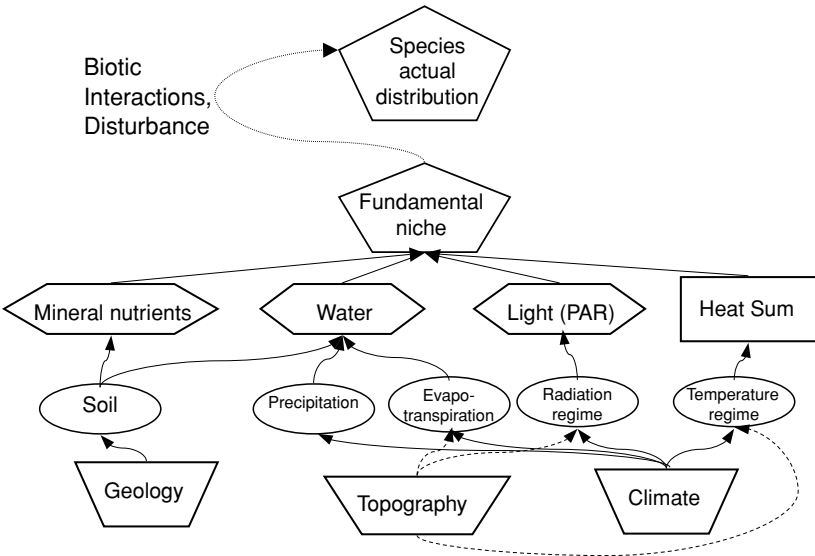 Species
actual
distribution
Biotic
Interactions,
Disturbance
Fundamental
niche
Mineral nutrients
Water
Light (PAR)
Heat Sum
Soil
Precipitation
Evapo-
transpiration
Radiation
regime
Temperature
regime
Geology
Topography
Climate